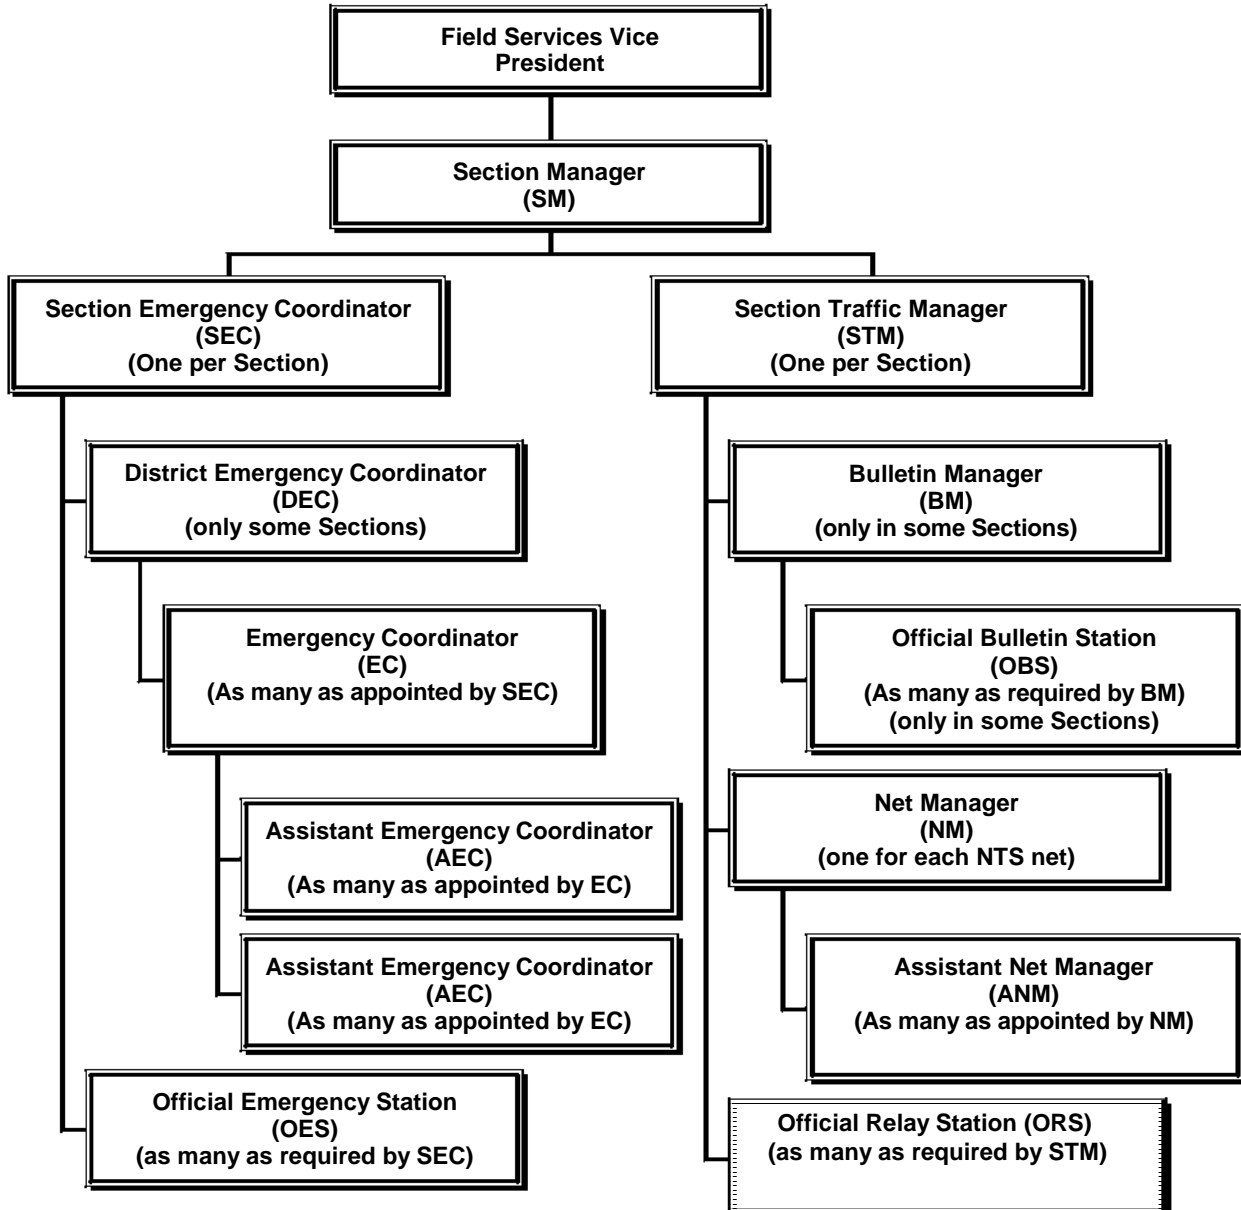 Field Services Vice
President
Section Manager
(SM)
Section Emergency Coordinator
(SEC)
(One per Section)
Section Traffic Manager
(STM)
(One per Section)
District Emergency Coordinator
(DEC)
(only some Sections)
Bulletin Manager
(BM)
(only in some Sections)
Emergency Coordinator
(EC)
(As many as appointed by SEC)
Official Bulletin Station
(OBS)
(As many as required by BM)
(only in some Sections)
Assistant Emergency Coordinator
(AEC)
(As many as appointed by EC)
Net Manager
(NM)
(one for each NTS net)
Assistant Emergency Coordinator
(AEC)
(As many as appointed by EC)
Assistant Net Manager
(ANM)
(As many as appointed by NM)
Official Emergency Station
(OES)
(as many as required by SEC)
Official Relay Station (ORS)
(as many as required by STM)